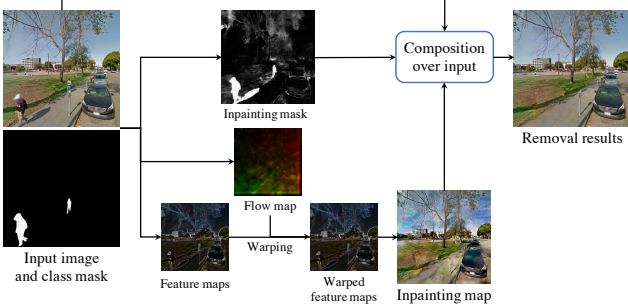 Composition
over input
Inpainting mask
Removal results
Flow map
Input image
and class mask
Warping
Feature maps
Warped
feature maps
Inpainting map